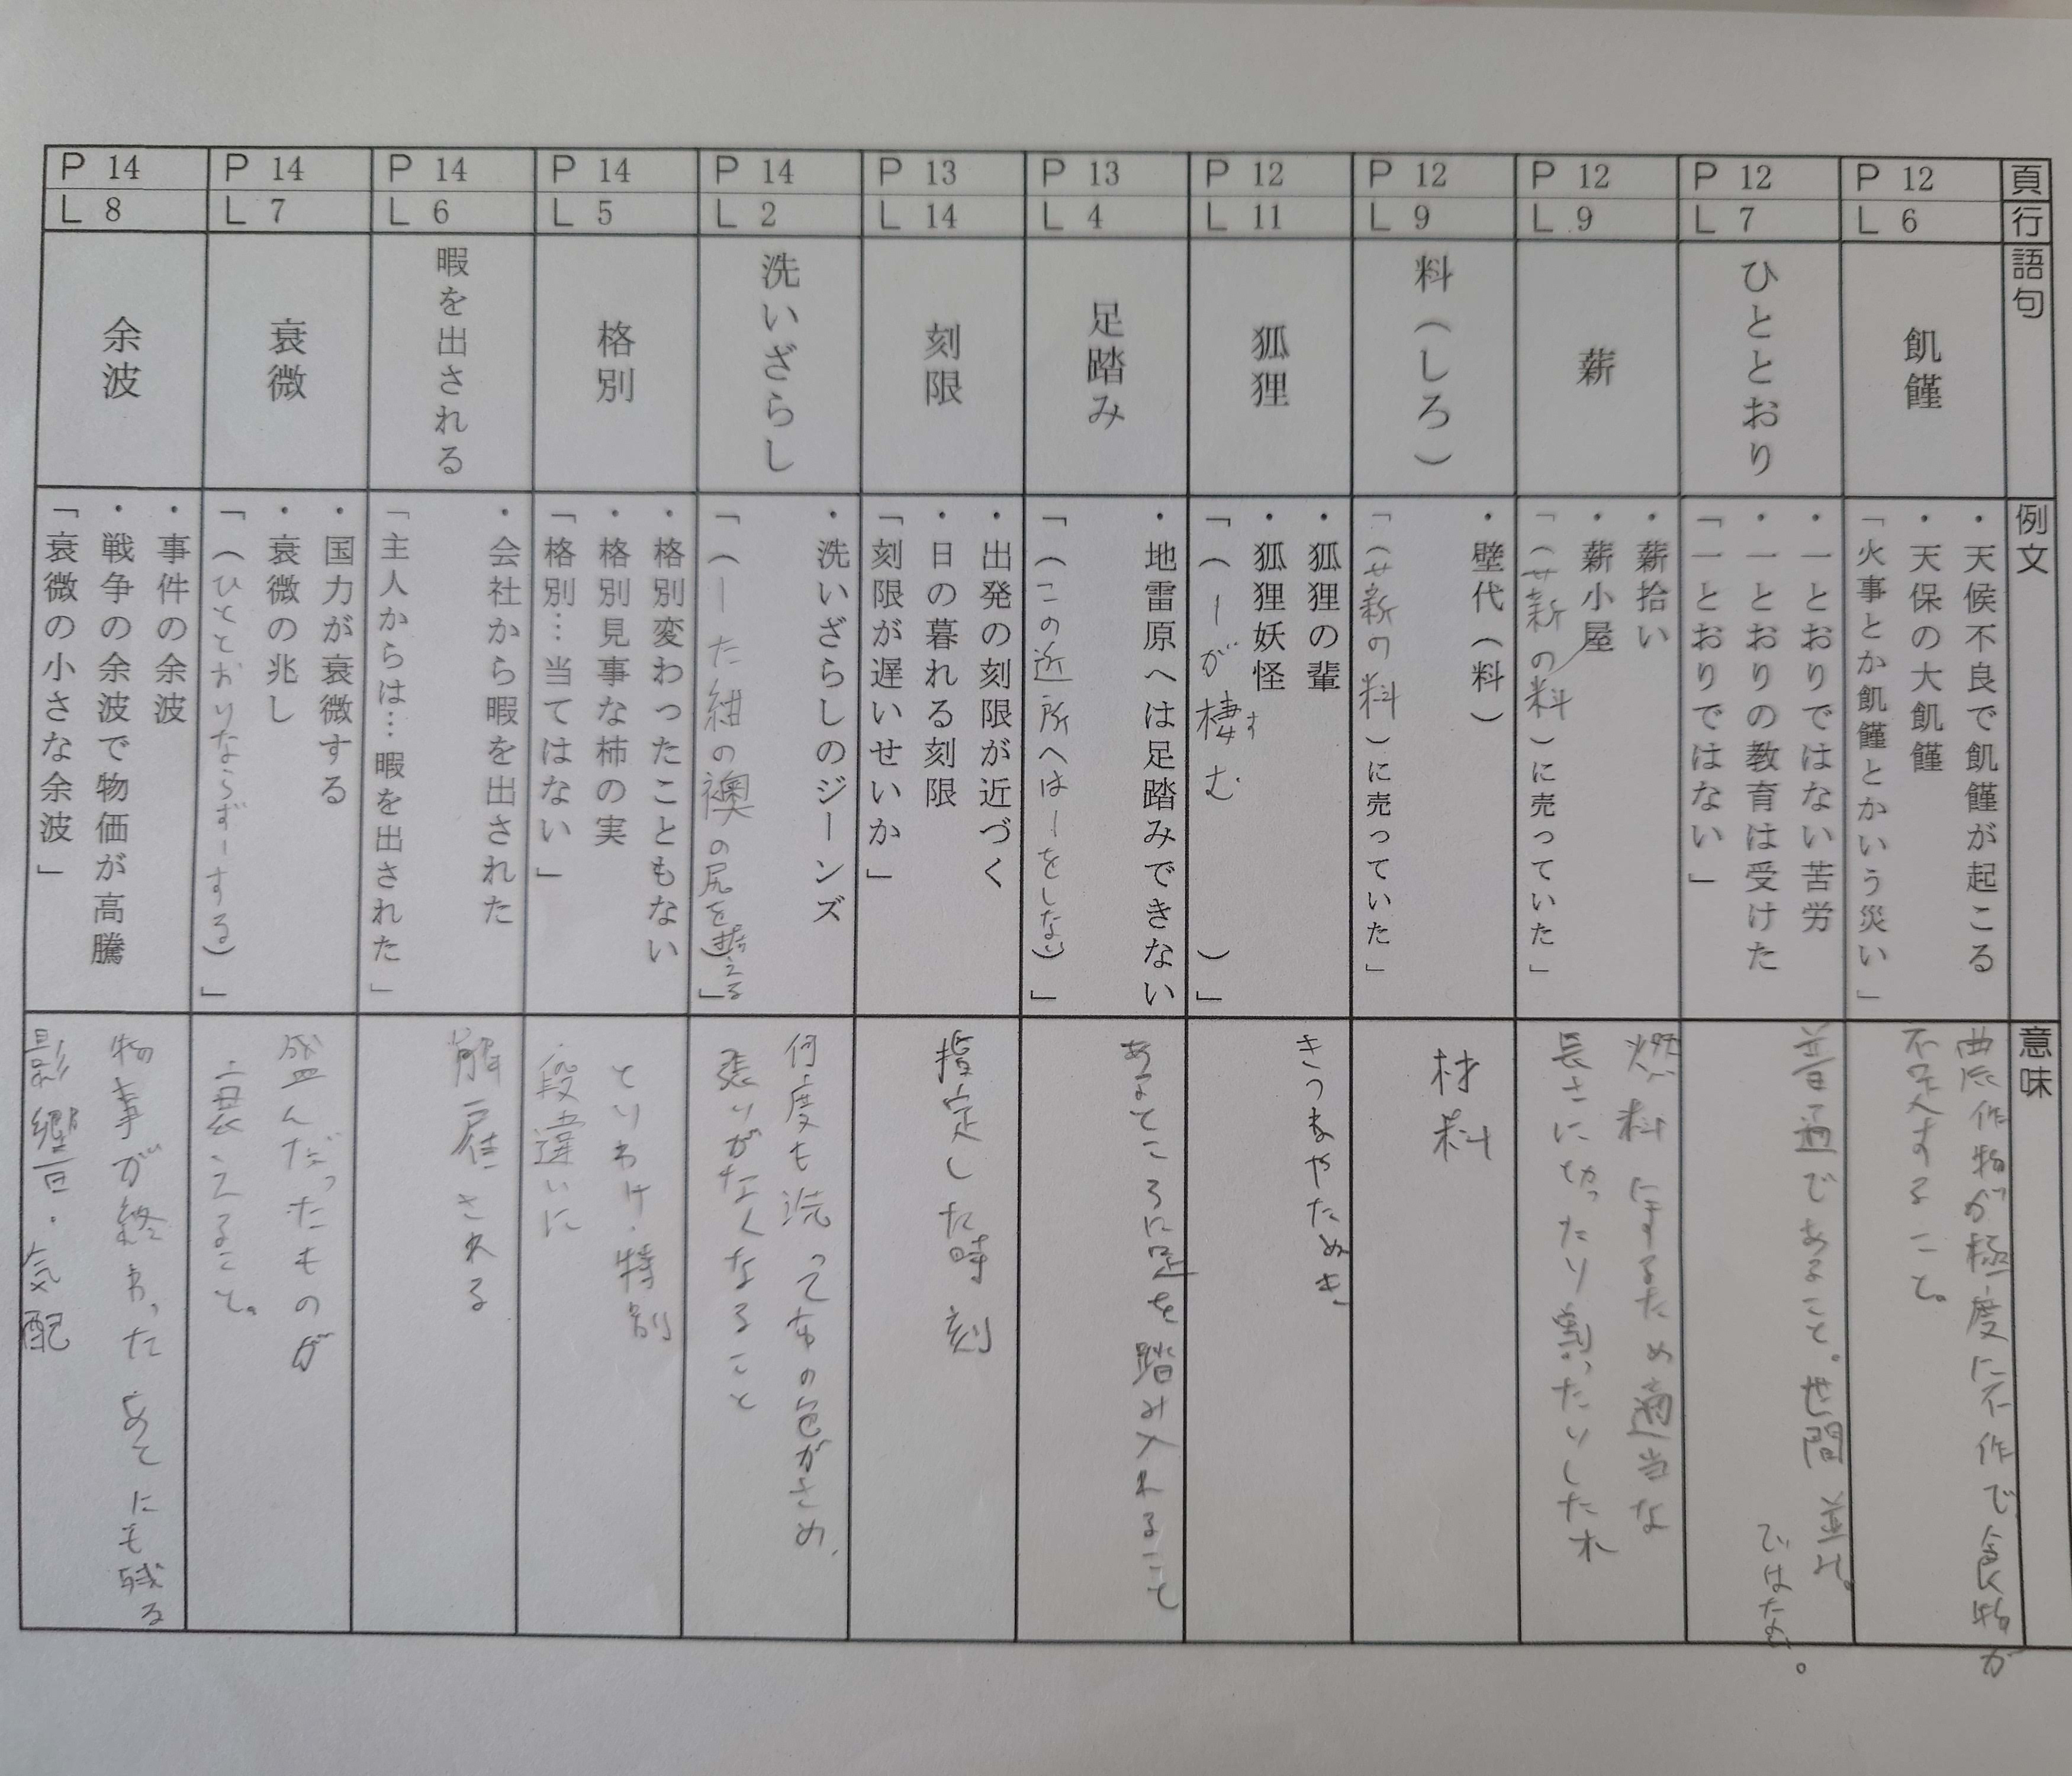 頁
行
語句
例文
意味
P 12
L 6
飢饉
・天候不良で飢饉が起こる
・天保の大飢饉
「火事とか飢饉とかいう災い」
農作物が極度に不作で食物が
不足すること。
P 12
L 7
ひととおり
・一とおりではない苦労
・一とおりの教育は受けた
「一とおりではない」
普通であること。世間並み。
ではない。
P 12
L 9
薪
・薪拾い
・薪小屋
「(せ薪の料)に売っていた」
燃料にするため適当な
長さに切ったり割ったりした木
P 12
L 9
料(しろ)
・壁代(料)
「(せ薪の料)に売っていた」
材料
P 12
L 11
狐狸
・狐狸の輩
・狐狸妖怪
「(ーが棲む)」
す
きつねやたぬき
P 13
L 4
足踏み
・地雷原へは足踏みできない
「(この近所へはーをしない)」
あるところに足を踏み入れること
P 13
L 14
刻限
・出発の刻限が近づく
・日の暮れる刻限
「刻限が遅いせいか」
指定した時刻
P 14
L 2
洗いざらし
・洗いざらしのジーンズ
「(ーた紺の襖の尻を)」
何度も洗って布の色がさめ、
張りがなくなること
P 14
L 5
格別
・格別変わったこともない
・格別見事な柿の実
「格別…当てはない」
とりわけ・特別
段違いに
P 14
L 6
暇を出される
・会社から暇を出された
「主人からは…暇を出された」
解雇される
P 14
L 7
衰微
・国力が衰微する
・衰微の兆し
「(ひととおりならずーする)」
盛んだったものが
衰えること。
P 14
L 8
余波
・事件の余波
・戦争の余波で物価が高騰
「衰微の小さな余波」
物事が終わったあとにも残る
影響・気配